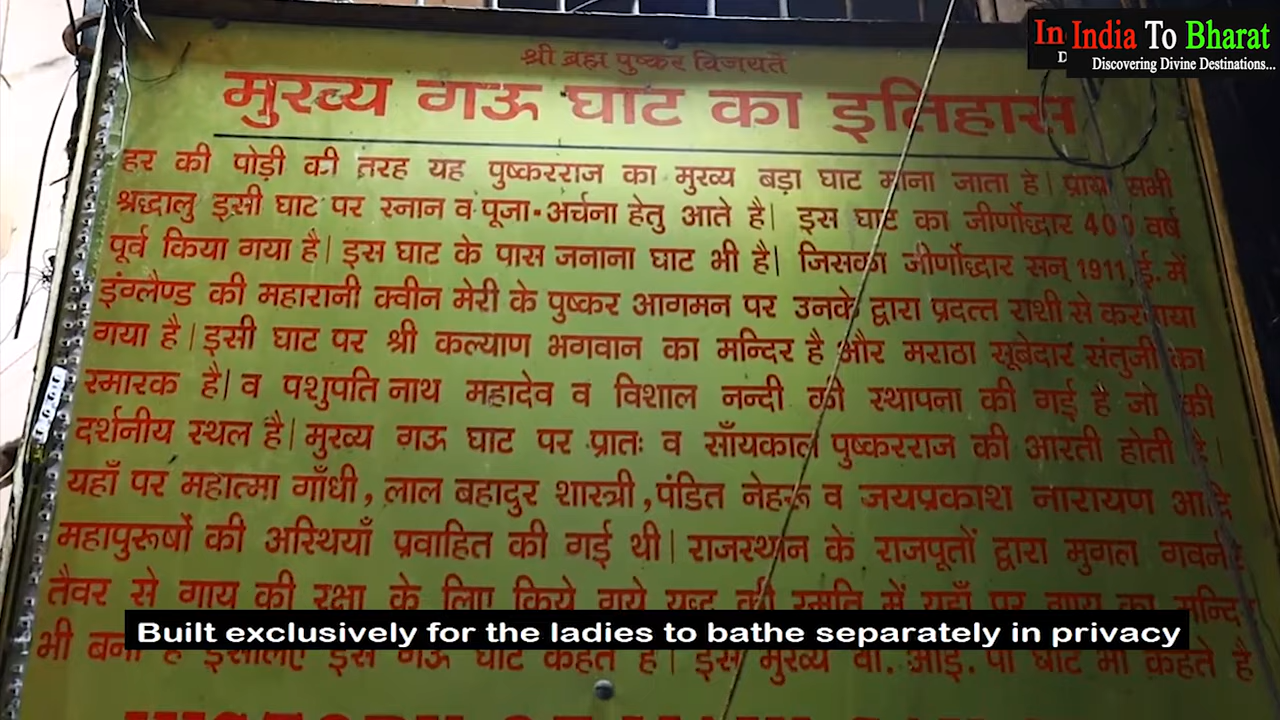 In India To Bharat
Discovering Divine Destinations...
श्री ब्रह्म पुष्कर विजयते
मुख्य गऊ घाट का इतिहास
हर की पोड़ी की तरह यह पुष्करराज का मुख्य बड़ा घाट माना जाता है। प्राय सभी
श्रद्धालु इसी घाट पर स्नान व पूजा-अर्चना हेतु आते है। इस घाट का जीर्णोद्धार 400 वर्ष
पूर्व किया गया है। इस घाट के पास जनाना घाट भी है। जिसका जीर्णोद्धार सन् 1911, ई. में
इंग्लैण्ड की महारानी क्वीन मेरी के पुष्कर आगमन पर उनके द्वारा प्रदत्त राशी से करवाया
गया है। इसी घाट पर श्री कल्याण भगवान का मन्दिर है और मराठा सूबेदार संतुजी का
स्मारक है। व पशुपति नाथ महादेव व विशाल नन्दी की स्थापना की गई है जो की
दर्शनीय स्थल है। मुख्य गऊ घाट पर प्रातः व साँयकाल पुष्करराज की आरती होती है।
यहाँ पर महात्मा गाँधी, लाल बहादुर शास्त्री, पंडित नेहरू व जयप्रकाश नारायण आदि
महापुरूषों की अस्थियाँ प्रवाहित की गई थी। राजस्थान के राजपूतों द्वारा मुगल गवर्नर
तैवर से गाय की रक्षा के लिए किये गये युद्ध की स्मृति में यहाँ पर गाय का मन्दिर
भी बना है इसलिए इसे गऊ घाट कहते है। इसे मुख्य वी. आई. पी घाट भी कहते है
Built exclusively for the ladies to bathe separately in privacy